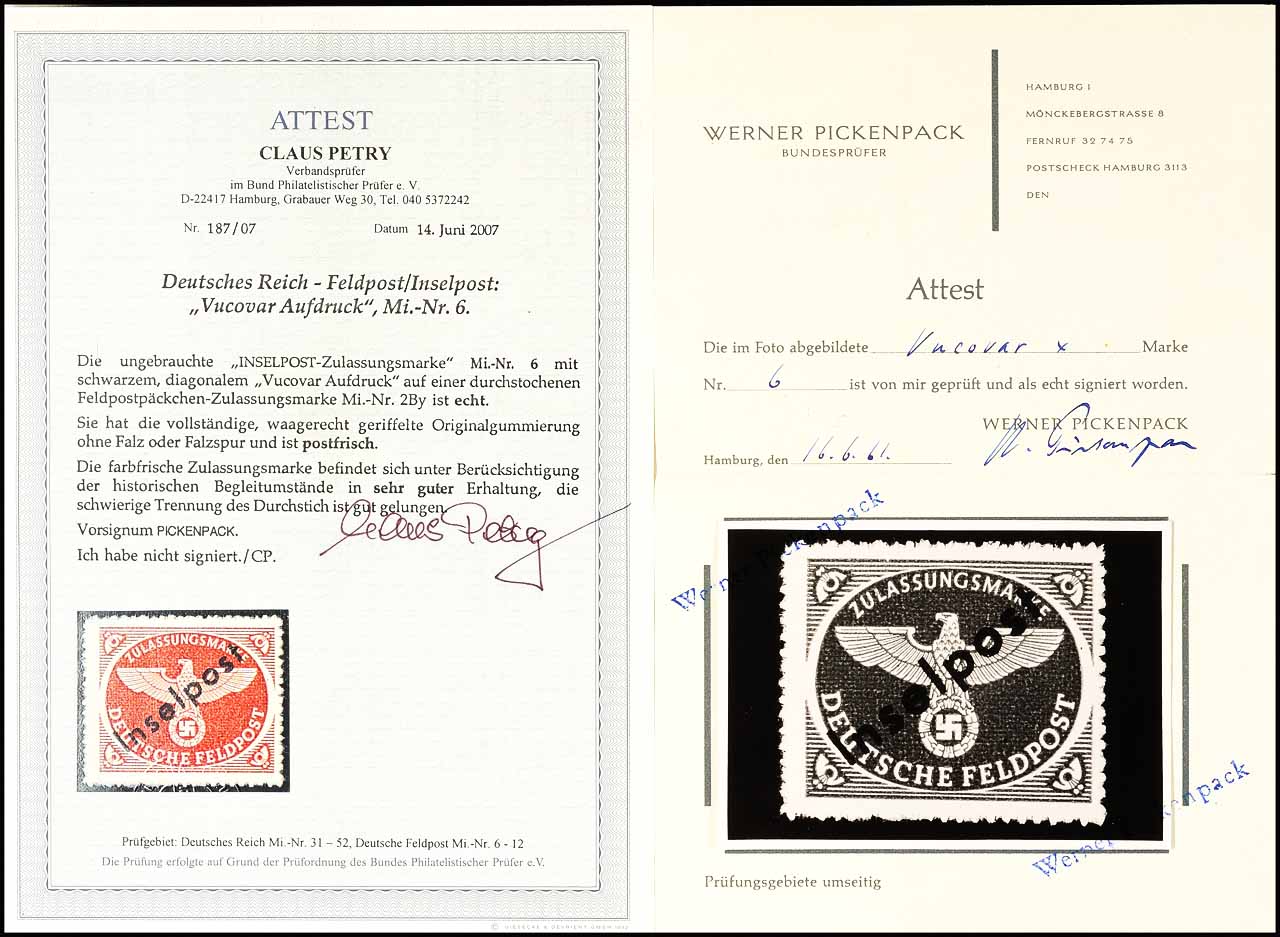 ATTEST
CLAUS PETRY
Verbandsprüfer
im Bund Philatelistischer Prüfer e. V.
D-22417 Hamburg, Grabauer Weg 30, Tel. 040 5372242
Nr. 187/07 Datum 14. Juni 2007
Deutsches Reich - Feldpost/Inselpost:
„Vucovar Aufdruck“, Mi.-Nr. 6.
Die ungebrauchte „INSELPOST-Zulassungsmarke“ Mi.-Nr. 6 mit
schwarzem, diagonalem „Vucovar Aufdruck“ auf einer durchstochenen
Feldpostpäckchen-Zulassungsmarke Mi.-Nr. 2By ist echt.
Sie hat die vollständige, waagerecht geriffelte Originalgummierung
ohne Falz oder Falzspur und ist postfrisch.
Die farbfrische Zulassungsmarke befindet sich unter Berücksichtigung
der historischen Begleitumstände in sehr guter Erhaltung, die
schwierige Trennung des Durchstich ist gut gelungen.
Vorsignum PICKENPACK.
Claus Petry
Ich habe nicht signiert./CP.
ZULASSUNGSMARKE
Inselpost
DEUTSCHE FELDPOST
Prüfgebiet: Deutsches Reich Mi.-Nr. 31 – 52, Deutsche Feldpost Mi.-Nr. 6 - 12
Die Prüfung erfolgte auf Grund der Prüfordnung des Bundes Philatelistischer Prüfer e.V.
WERNER PICKENPACK
BUNDESPRÜFER
HAMBURG 1
MÖNCKEBERGSTRASSE 8
FERNRUF 32 74 75
POSTSCHECK HAMBURG 3113
DEN
Attest
Die im Foto abgebildete Vucovar x Marke
Nr. 6 ist von mir geprüft und als echt signiert worden.
WERNER PICKENPACK
Hamburg, den 16.6.61.
Werner Pickenpack
ZULASSUNGSMARKE
Inselpost
DEUTSCHE FELDPOST
Werner Pickenpack
Prüfungsgebiete umseitig